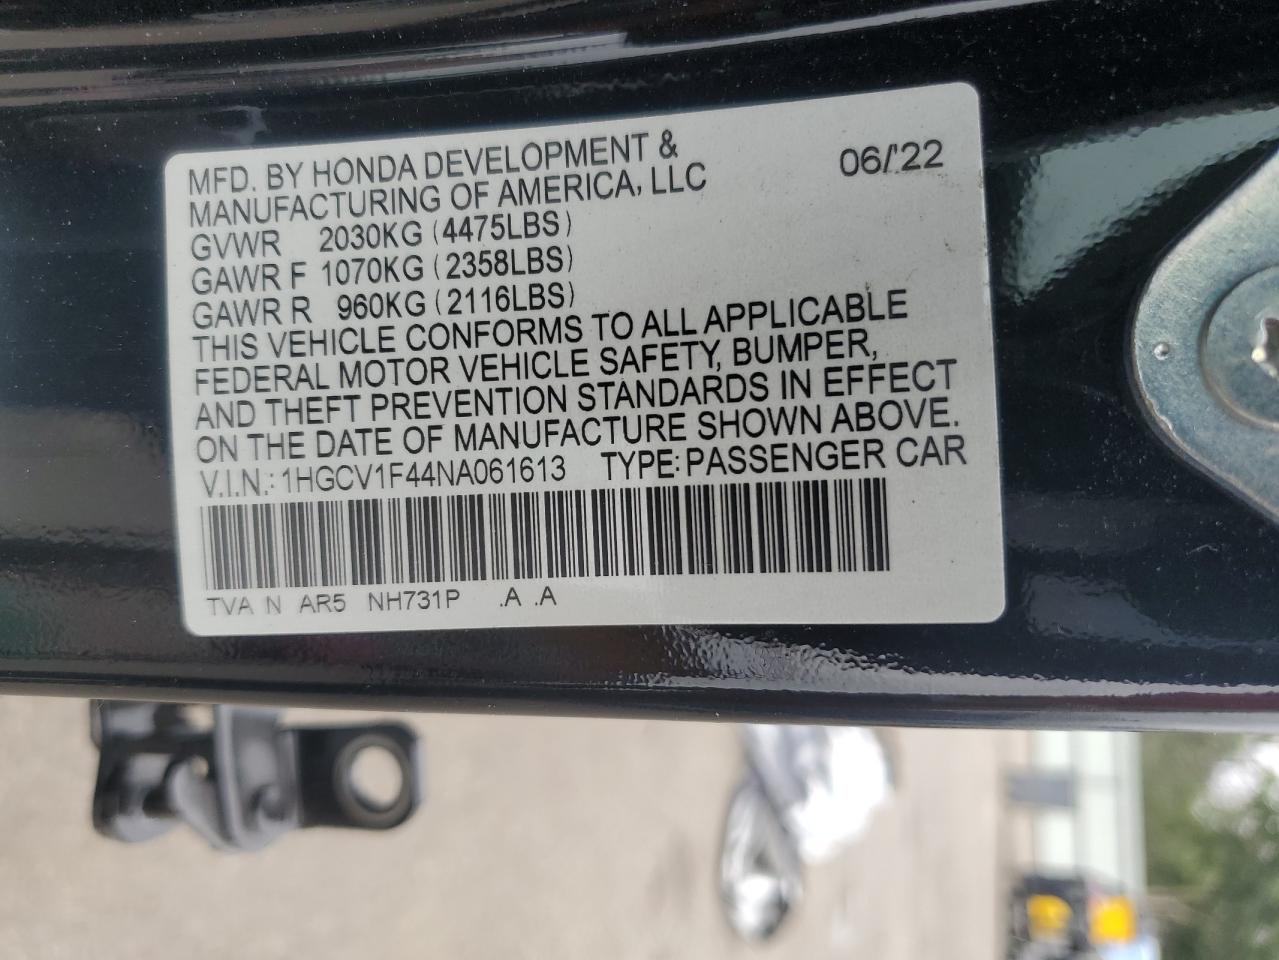 MFD. BY HONDA DEVELOPMENT & 06/'22
MANUFACTURING OF AMERICA, LLC
GVWR 2030KG (4475LBS)
GAWR F 1070KG (2358LBS)
GAWR R 960KG (2116LBS)
THIS VEHICLE CONFORMS TO ALL APPLICABLE
FEDERAL MOTOR VEHICLE SAFETY, BUMPER,
AND THEFT PREVENTION STANDARDS IN EFFECT
ON THE DATE OF MANUFACTURE SHOWN ABOVE.
V.I.N.: 1HGCV1F44NA061613 TYPE: PASSENGER CAR
TVA N AR5 NH731P .A .A